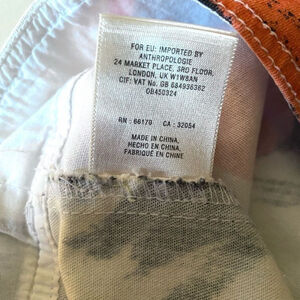 FOR EU: IMPORTED BY
ANTHROPOLOGIE
24 MARKET PLACE, 3RD FLOOR,
LONDON, UK W1W8AN
CIF: VAT No. GB 684936362
GB450324
RN : 66170 CA : 32054
MADE IN CHINA.
HECHO EN CHINA.
FABRIQUÉ EN CHINE